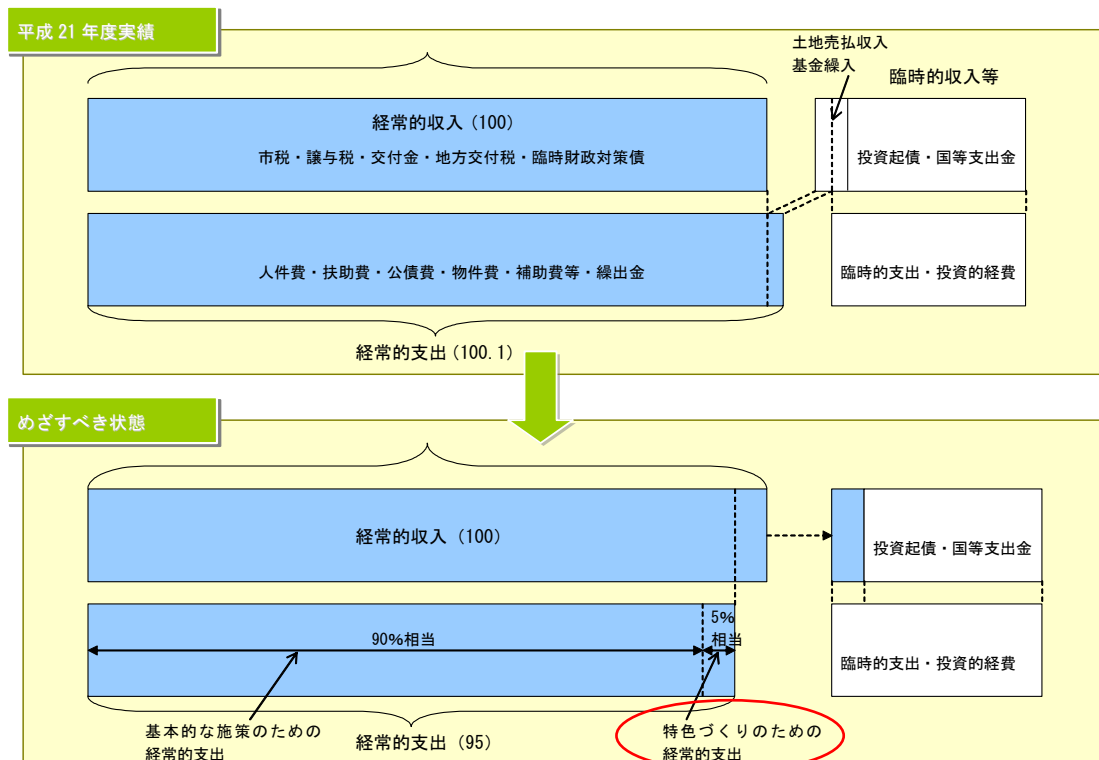 平成 21 年度実績
土地売払収入
基金繰入
臨時的収入等
経常的収入（100）
市税・譲与税・交付金・地方交付税・臨時財政対策債
投資起債・国等支出金
人件費・扶助費・公債費・物件費・補助費等・繰出金
臨時的支出・投資的経費
経常的支出（100.1）
めざすべき状態
経常的収入（100）
投資起債・国等支出金
90%相当
5%
相当
臨時的支出・投資的経費
基本的な施策のための
経常的支出
経常的支出（95）
特色づくりのための
経常的支出